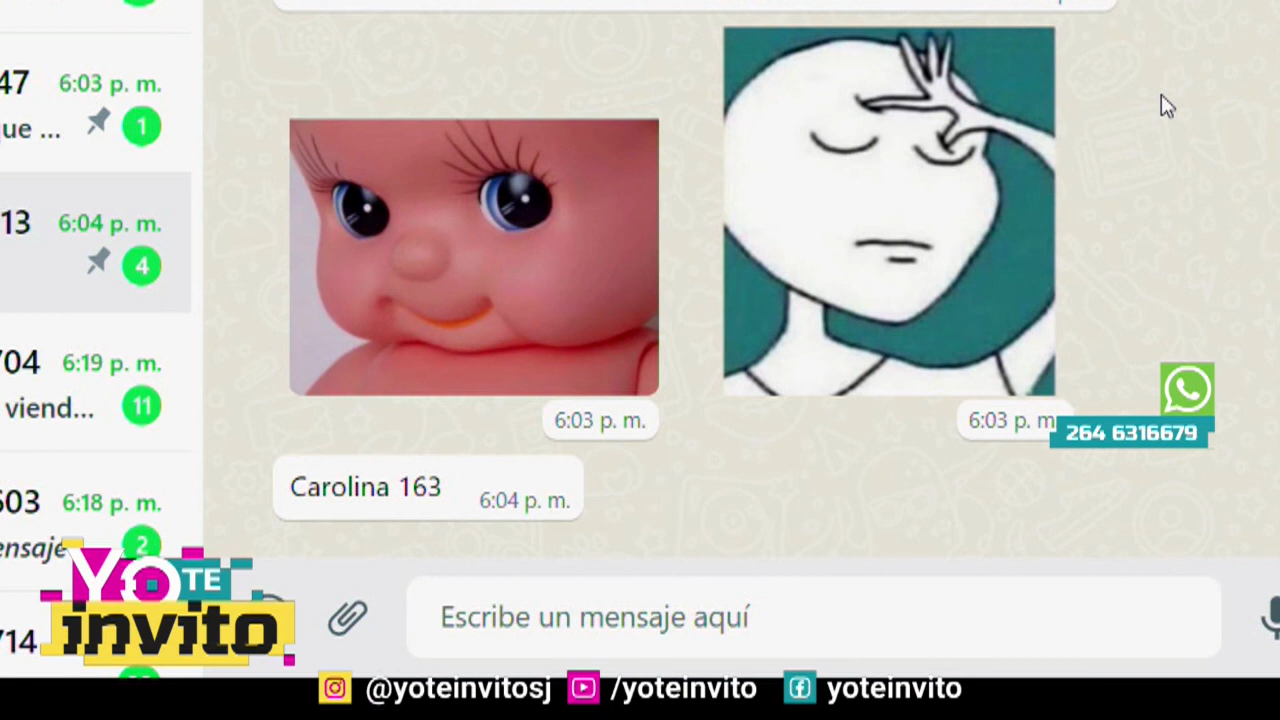 47 6:03 p. m.
que ... 1
13 6:04 p. m.
4
704 6:19 p. m.
viend... 11
603 6:18 p. m.
ensaje 2
714
6:03 p. m.
6:03 p. m
Carolina 163 6:04 p. m.
264 6316679
Escribe un mensaje aquí
YO TE
invito
@yoteinvitosj /yoteinvito yoteinvito